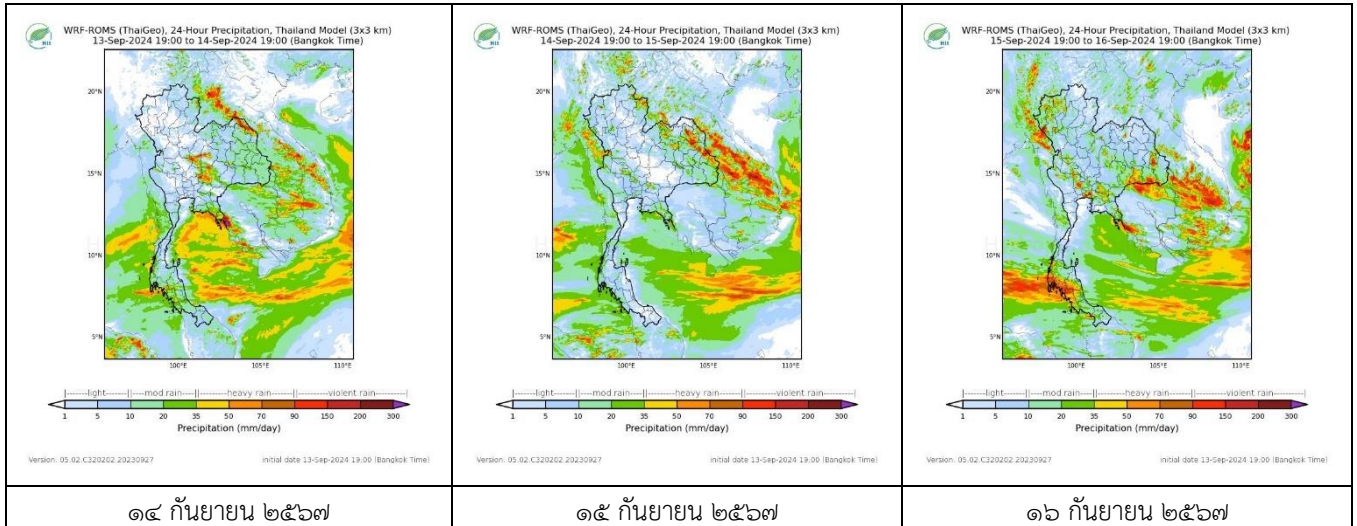 WRF-ROMS (ThaiGeo), 24-Hour Precipitation, Thailand Model (3x3 km)
13-Sep-2024 19:00 to 14-Sep-2024 19:00 (Bangkok Time)
HII
20°N
15°N
10°N
5°N
100°E 105°E 110°E
light mod rain heavy rain violent rain
1 5 10 20 35 50 70 90 150 200 300
Precipitation (mm/day)
Version: 05.02.C320202.20230927 initial date 13-Sep-2024 19:00 (Bangkok Time)
๑๔ กันยายน ๒๕๖๗
WRF-ROMS (ThaiGeo), 24-Hour Precipitation, Thailand Model (3x3 km)
14-Sep-2024 19:00 to 15-Sep-2024 19:00 (Bangkok Time)
HII
20°N
15°N
10°N
5°N
100°E 105°E 110°E
light mod rain heavy rain violent rain
1 5 10 20 35 50 70 90 150 200 300
Precipitation (mm/day)
Version: 05.02.C320202.20230927 initial date 13-Sep-2024 19:00 (Bangkok Time)
๑๕ กันยายน ๒๕๖๗
WRF-ROMS (ThaiGeo), 24-Hour Precipitation, Thailand Model (3x3 km)
15-Sep-2024 19:00 to 16-Sep-2024 19:00 (Bangkok Time)
HII
20°N
15°N
10°N
5°N
100°E 105°E 110°E
light mod rain heavy rain violent rain
1 5 10 20 35 50 70 90 150 200 300
Precipitation (mm/day)
Version: 05.02.C320202.20230927 initial date 13-Sep-2024 19:00 (Bangkok Time)
๑๖ กันยายน ๒๕๖๗